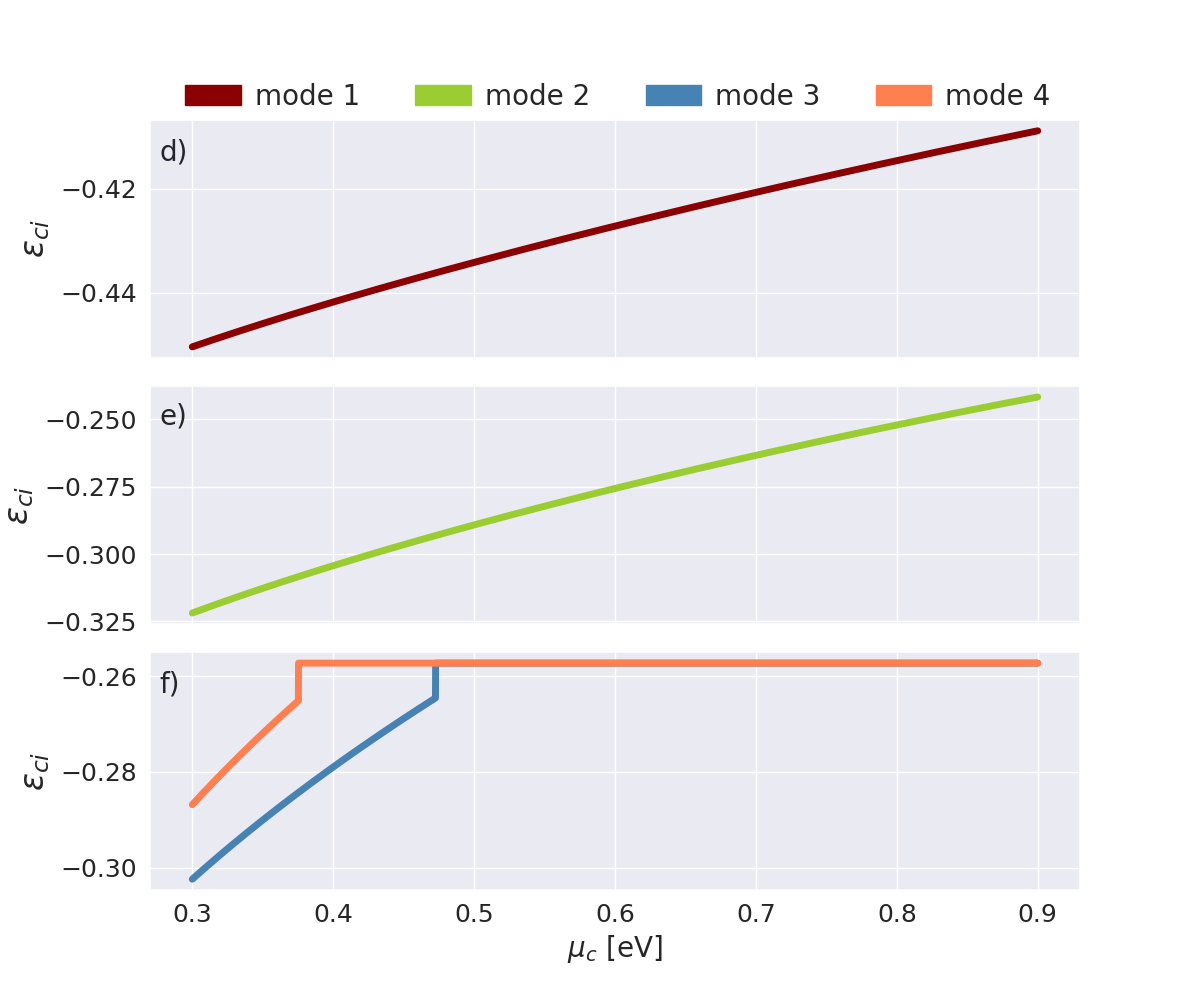 mode 1 mode 2 mode 3 mode 4
d)
−0.42
ε_ci
−0.44
e)
−0.250
−0.275
ε_ci
−0.300
−0.325
f)
−0.26
ε_ci
−0.28
−0.30
0.3 0.4 0.5 0.6 0.7 0.8 0.9
μ_c [eV]